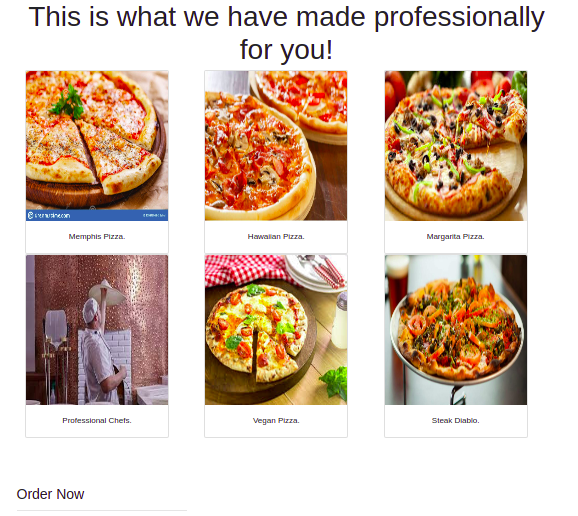 This is what we have made professionally
for you!
Memphis Pizza.
Hawaiian Pizza.
Margarita Pizza.
Professional Chefs.
Vegan Pizza.
Steak Diablo.
Order Now